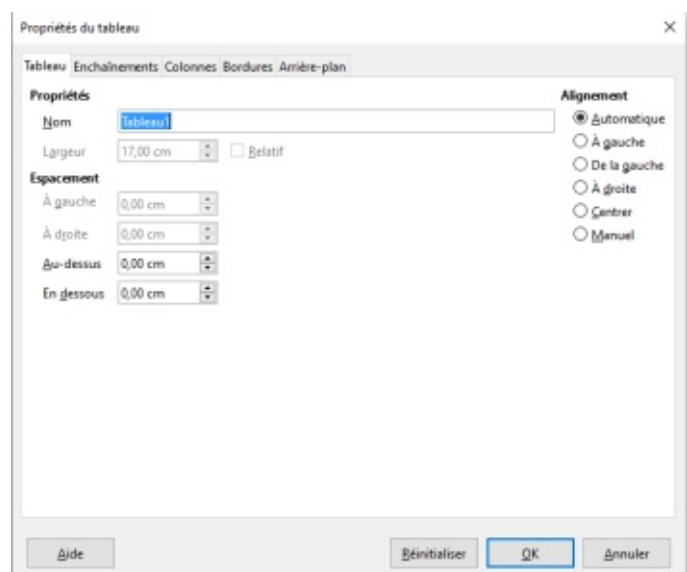 Propriétés du tableau
Tableau Enchaînements Colonnes Bordures Arrière-plan
Propriétés
Nom Tableau1
Largeur 17,00 cm Relatif
Espacement
À gauche 0,00 cm
À droite 0,00 cm
Au-dessus 0,00 cm
En dessous 0,00 cm
Alignement
Automatique
À gauche
De la gauche
À droite
Centrer
Manuel
Aide Réinitialiser OK Annuler